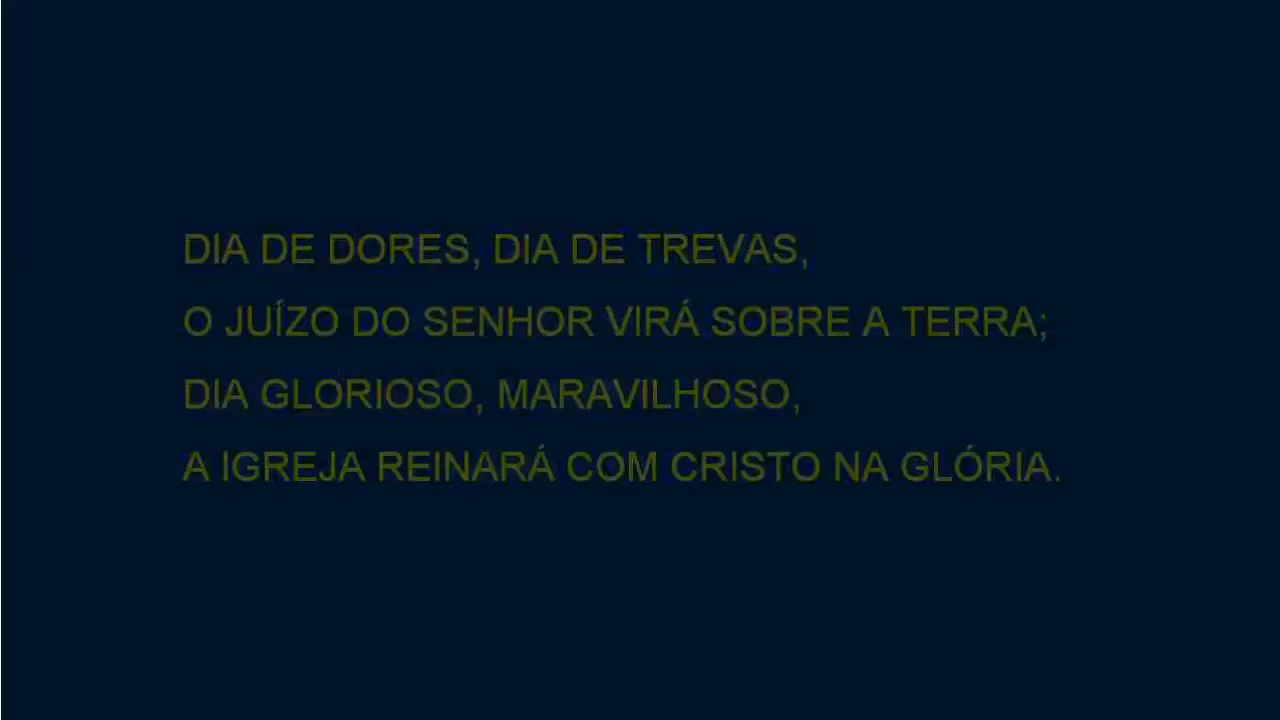 DIA DE DORES, DIA DE TREVAS,
O JUÍZO DO SENHOR VIRÁ SOBRE A TERRA;
DIA GLORIOSO, MARAVILHOSO,
A IGREJA REINARÁ COM CRISTO NA GLÓRIA.